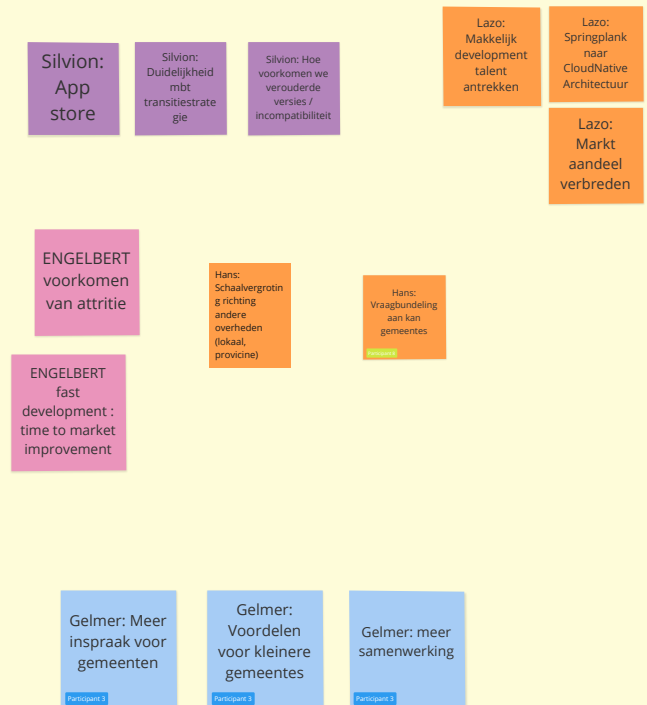 Silvion:
App
store
Silvion:
Duidelijkheid
mbt
transitiestrate
gie
Silvion: Hoe
voorkomen we
verouderde
versies /
incompatibiliteit
Lazo:
Makkelijk
development
talent
antrekken
Lazo:
Springplank
naar
CloudNative
Architectuur
Lazo:
Markt
aandeel
verbreden
ENGELBERT
voorkomen
van attritie
Hans:
Schaalvergrotin
g richting
andere
overheden
(lokaal,
provicine)
Hans:
Vraagbundeling
aan kan
gemeentes
ENGELBERT
fast
development :
time to market
improvement
Gelmer: Meer
inspraak voor
gemeenten
Participant 3
Gelmer:
Voordelen
voor kleinere
gemeentes
Participant 3
Gelmer: meer
samenwerking
Participant 3